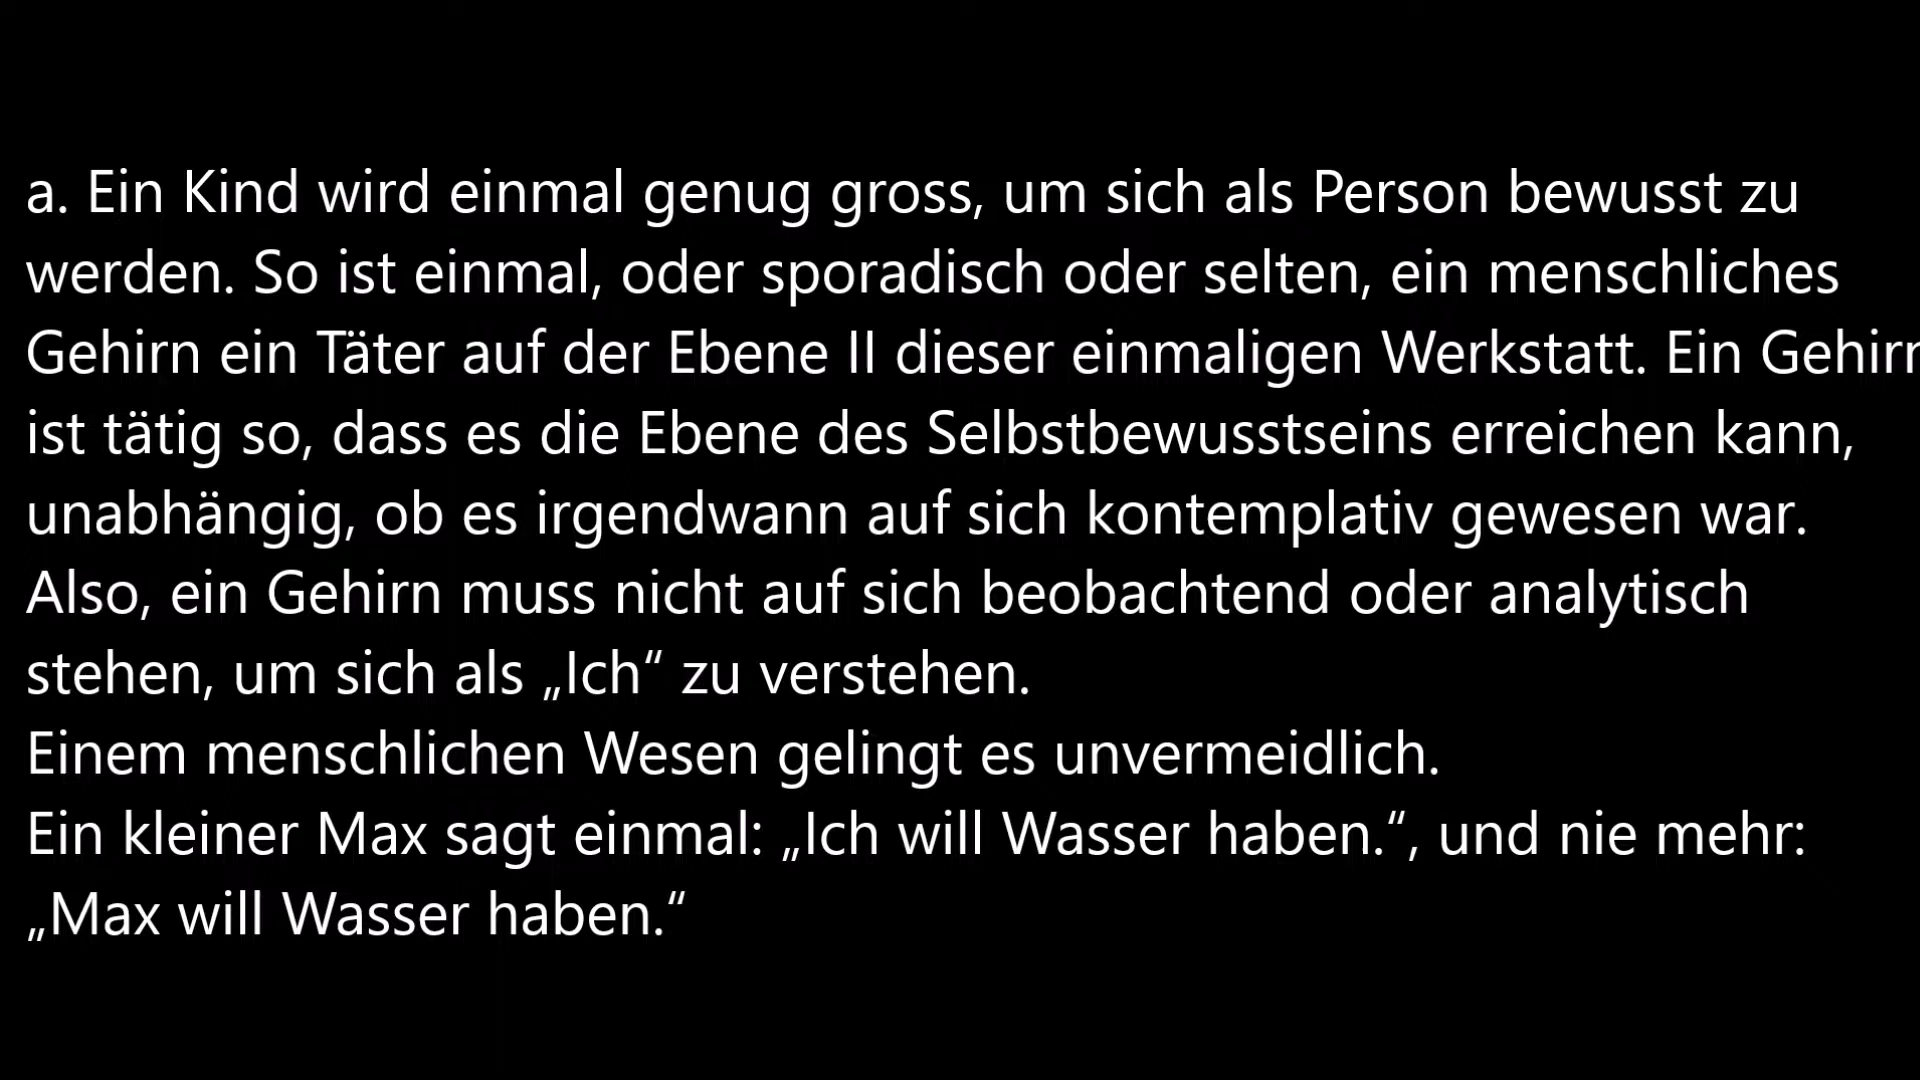 a. Ein Kind wird einmal genug gross, um sich als Person bewusst zu
werden. So ist einmal, oder sporadisch oder selten, ein menschliches
Gehirn ein Täter auf der Ebene II dieser einmaligen Werkstatt. Ein Gehirn
ist tätig so, dass es die Ebene des Selbstbewusstseins erreichen kann,
unabhängig, ob es irgendwann auf sich kontemplativ gewesen war.
Also, ein Gehirn muss nicht auf sich beobachtend oder analytisch
stehen, um sich als „Ich“ zu verstehen.
Einem menschlichen Wesen gelingt es unvermeidlich.
Ein kleiner Max sagt einmal: „Ich will Wasser haben.“, und nie mehr:
„Max will Wasser haben.“